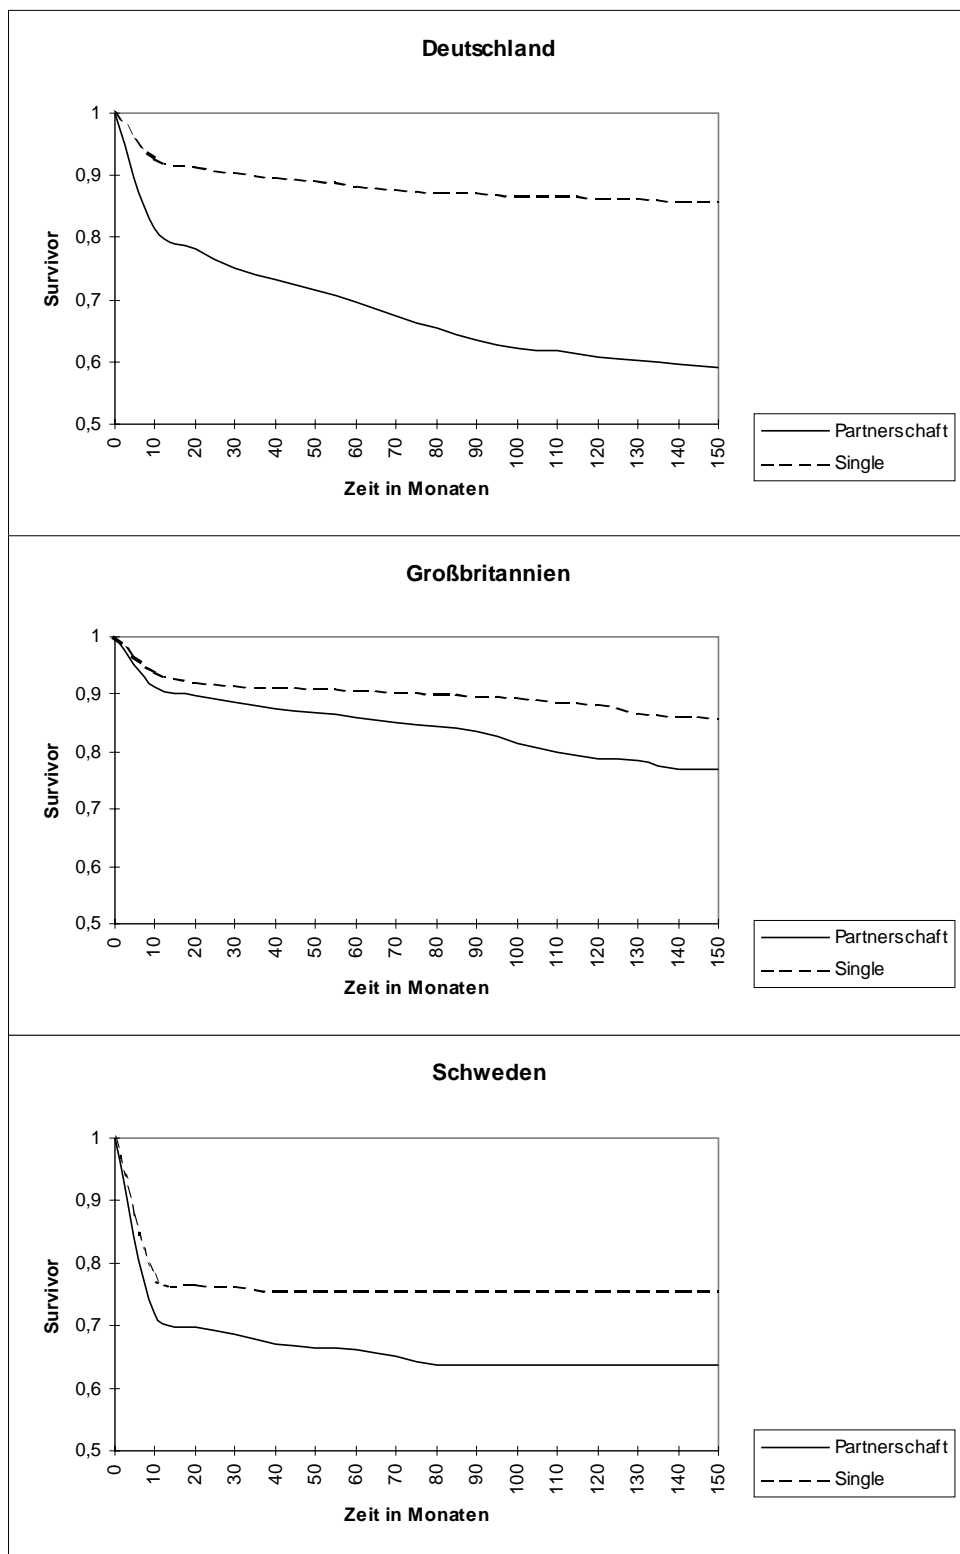 Deutschland
1
0,9
0,8
0,7
0,6
0,5
Survivor
0 10 20 30 40 50 60 70 80 90 100 110 120 130 140 150
Zeit in Monaten
Partnerschaft
Single
Großbritannien
1
0,9
0,8
0,7
0,6
0,5
Survivor
0 10 20 30 40 50 60 70 80 90 100 110 120 130 140 150
Zeit in Monaten
Partnerschaft
Single
Schweden
1
0,9
0,8
0,7
0,6
0,5
Survivor
0 10 20 30 40 50 60 70 80 90 100 110 120 130 140 150
Zeit in Monaten
Partnerschaft
Single